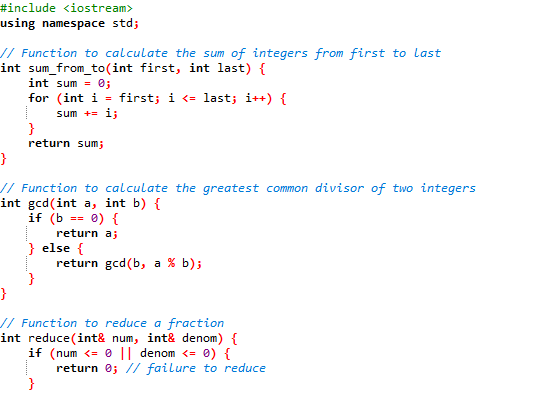 #include <iostream>
using namespace std;
// Function to calculate the sum of integers from first to last
int sum_from_to(int first, int last) {
    int sum = 0;
    for (int i = first; i <= last; i++) {
        sum += i;
    }
    return sum;
}
// Function to calculate the greatest common divisor of two integers
int gcd(int a, int b) {
    if (b == 0) {
        return a;
    } else {
        return gcd(b, a % b);
    }
}
// Function to reduce a fraction
int reduce(int& num, int& denom) {
    if (num <= 0 || denom <= 0) {
        return 0; // failure to reduce
    }